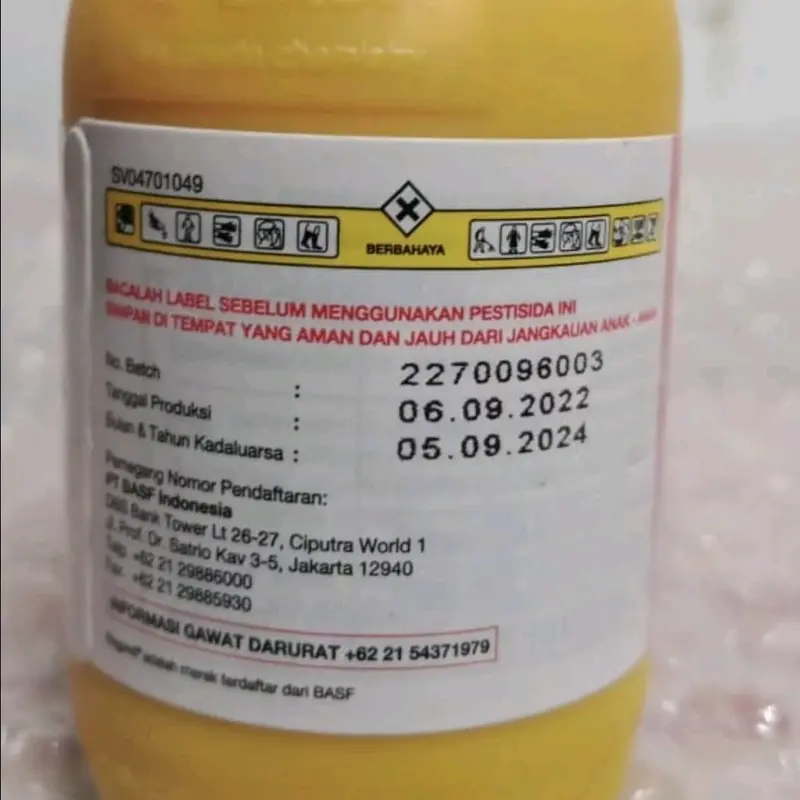 SV04701049
BERBAHAYA
BACALAH LABEL SEBELUM MENGGUNAKAN PESTISIDA INI
SIMPAN DI TEMPAT YANG AMAN DAN JAUH DARI JANGKAUAN ANAK - ANAK
No. Batch : 2270096003
Tanggal Produksi : 06.09.2022
Bulan & Tahun Kadaluarsa : 05.09.2024
Pemegang Nomor Pendaftaran:
PT BASF Indonesia
DBS Bank Tower Lt 26-27, Ciputra World 1
Jl. Prof. Dr. Satrio Kav 3-5, Jakarta 12940
Telp. +62 21 29886000
Fax. +62 21 29885930
INFORMASI GAWAT DARURAT +62 21 54371979
adalah merek terdaftar dari BASF